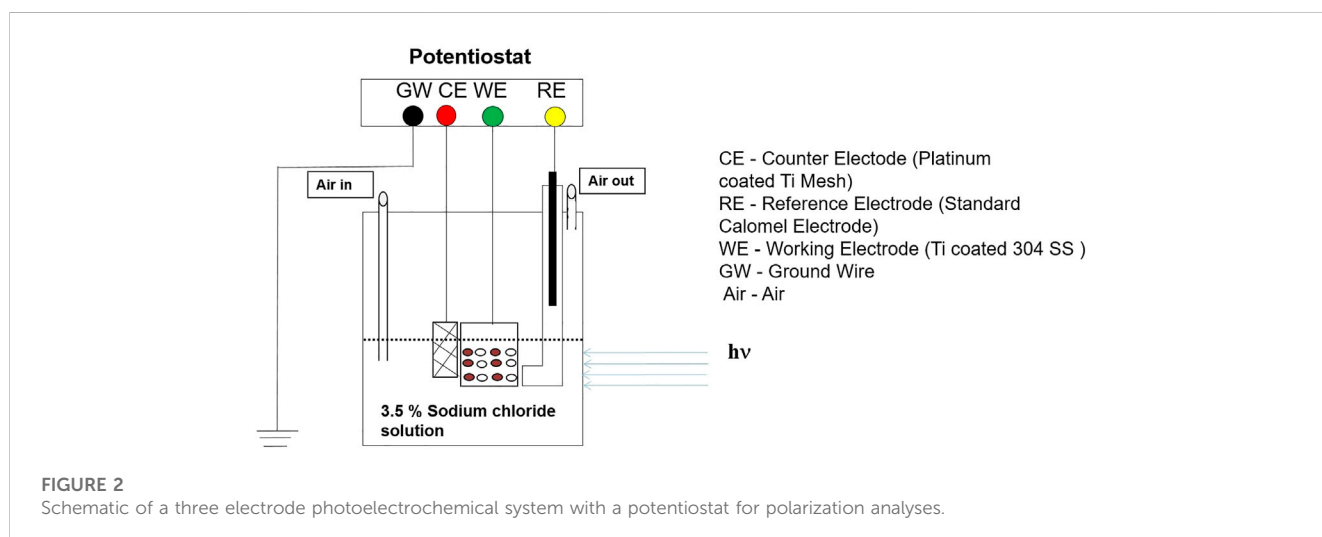 Potentiostat
GW CE WE RE
Air in
Air out
CE - Counter Electode (Platinum
coated Ti Mesh)
RE - Reference Electrode (Standard
Calomel Electrode)
WE - Working Electrode (Ti coated 304 SS )
GW - Ground Wire
Air - Air
hν
3.5 % Sodium chloride
solution
FIGURE 2
Schematic of a three electrode photoelectrochemical system with a potentiostat for polarization analyses.